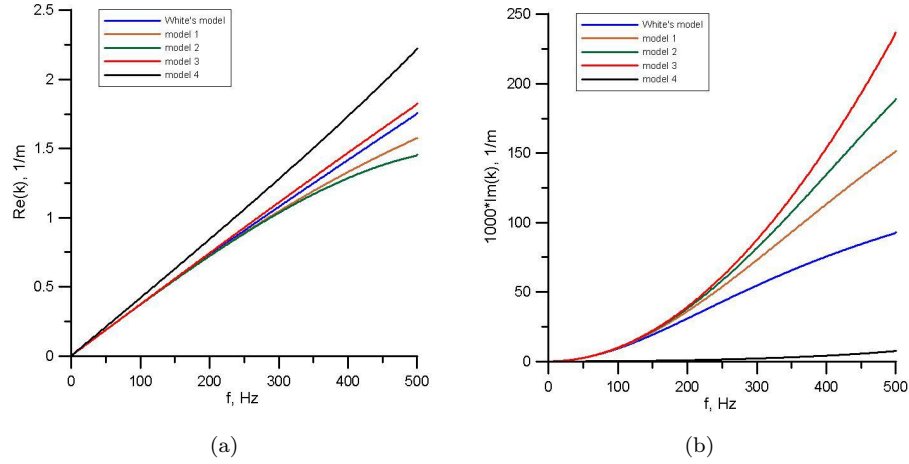 2.5
2
1.5
1
0.5
0
Re(k), 1/m
White's model
model 1
model 2
model 3
model 4
0 100 200 300 400 500
f, Hz
(a)
250
200
150
100
50
0
1000*Im(k), 1/m
White's model
model 1
model 2
model 3
model 4
0 100 200 300 400 500
f, Hz
(b)